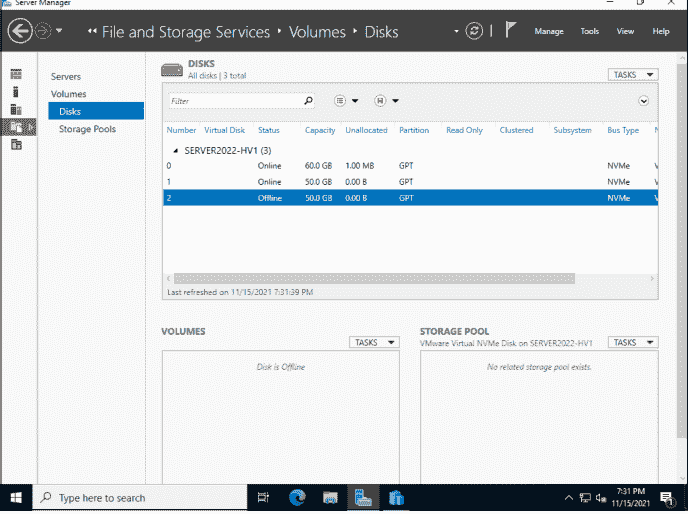 Server Manager
File and Storage Services Volumes Disks
Manage Tools View Help
Servers
Volumes
Disks
Storage Pools
DISKS
All disks | 3 total
TASKS
Filter
Number Virtual Disk Status Capacity Unallocated Partition Read Only Clustered Subsystem Bus Type N
SERVER2022-HV1 (3)
0 Online 60.0 GB 1.00 MB GPT NVMe V
1 Online 50.0 GB 0.00 B GPT NVMe V
2 Offline 50.0 GB 0.00 B GPT NVMe V
Last refreshed on 11/15/2021 7:31:39 PM
VOLUMES
TASKS
Disk is Offline
STORAGE POOL
VMware Virtual NVMe Disk on SERVER2022-HV1
TASKS
No related storage pool exists.
Type here to search
7:31 PM
11/15/2021
1